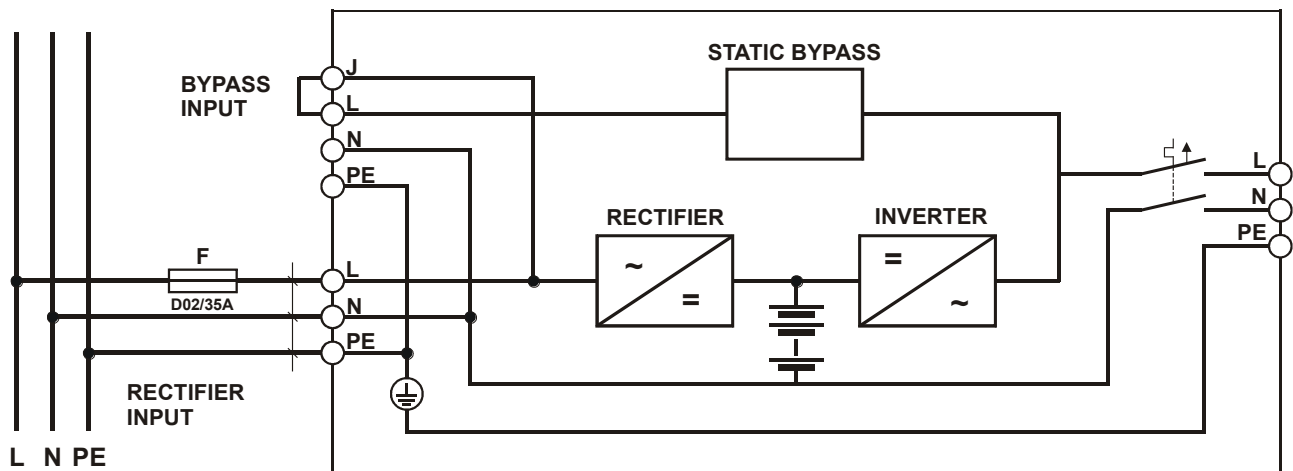 STATIC BYPASS
BYPASS
INPUT
J
L
N
PE
L
N
PE
RECTIFIER
INVERTER
~
=
=
~
F
D02/35A
L
N
PE
RECTIFIER
INPUT
L N PE